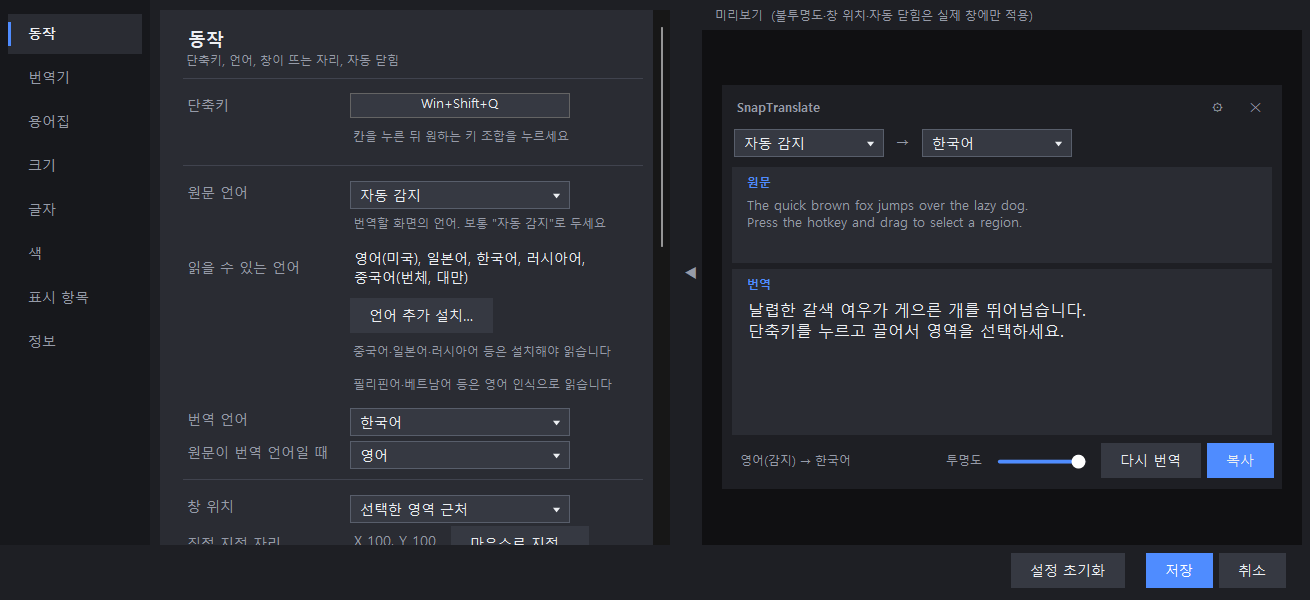 동작
번역기
용어집
크기
글자
색
표시 항목
정보
동작
단축키, 언어, 창이 뜨는 자리, 자동 닫힘
단축키
Win+Shift+Q
칸을 누른 뒤 원하는 키 조합을 누르세요
원문 언어
자동 감지
번역할 화면의 언어. 보통 "자동 감지"로 두세요
읽을 수 있는 언어
영어(미국), 일본어, 한국어, 러시아어,
중국어(번체, 대만)
언어 추가 설치...
중국어·일본어·러시아어 등은 설치해야 읽습니다
필리핀어·베트남어 등은 영어 인식으로 읽습니다
번역 언어
한국어
원문이 번역 언어일 때
영어
창 위치
선택한 영역 근처
직접 지정 자리
X 100, Y 100
마우스로 지정...
미리보기 (불투명도·창 위치·자동 닫힘은 실제 창에만 적용)
SnapTranslate
자동 감지
→
한국어
원문
The quick brown fox jumps over the lazy dog.
Press the hotkey and drag to select a region.
번역
날렵한 갈색 여우가 게으른 개를 뛰어넘습니다.
단축키를 누르고 끌어서 영역을 선택하세요.
영어(감지) → 한국어
투명도
다시 번역
복사
설정 초기화
저장
취소